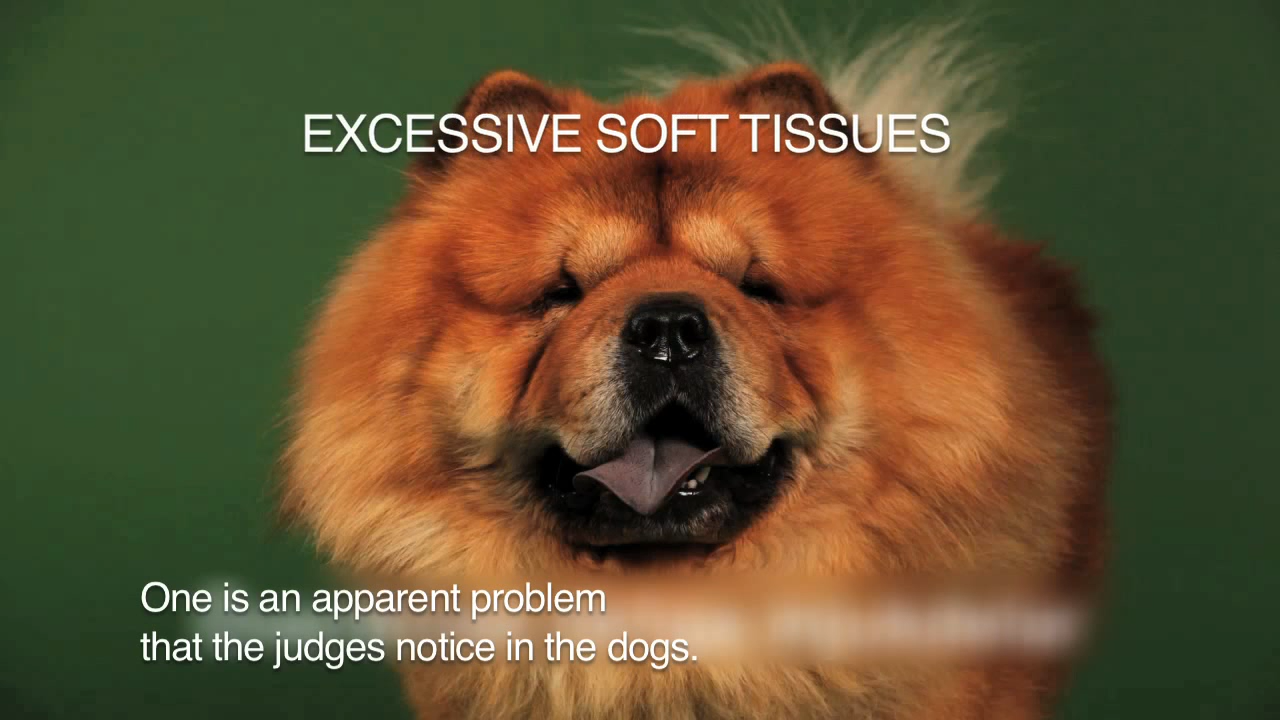 EXCESSIVE SOFT TISSUES
One is an apparent problem
that the judges notice in the dogs.